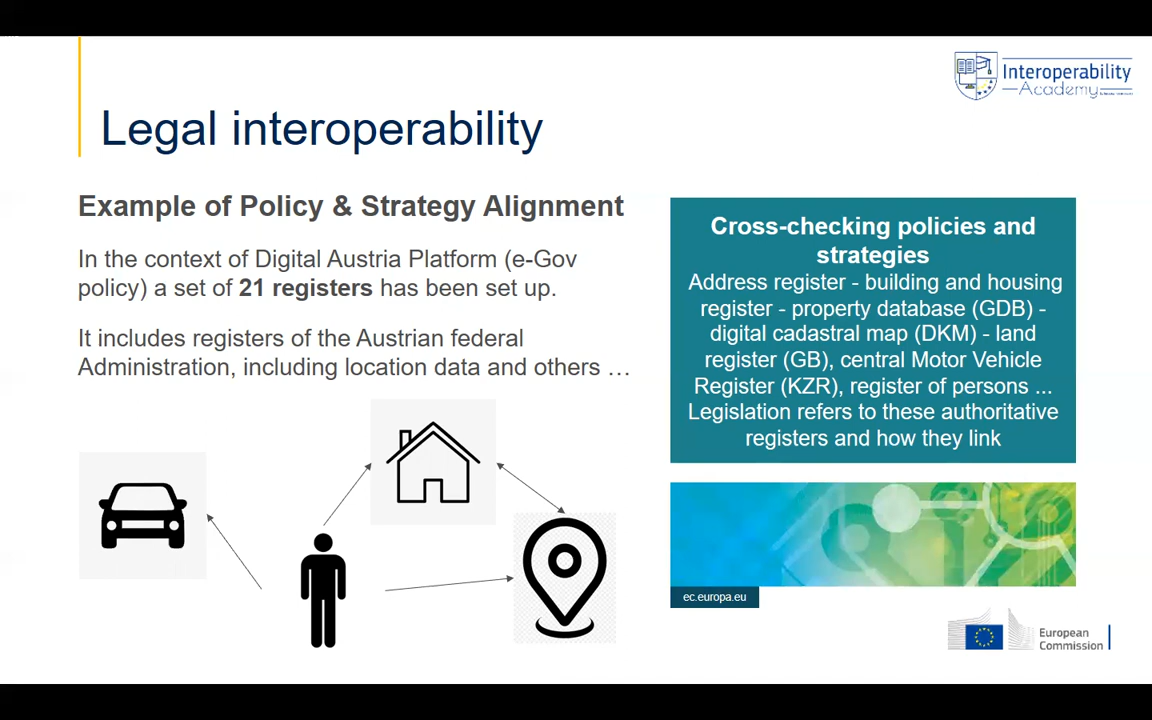 Interoperability
Academy
Legal interoperability
Example of Policy & Strategy Alignment
In the context of Digital Austria Platform (e-Gov
policy) a set of 21 registers has been set up.
It includes registers of the Austrian federal
Administration, including location data and others …
Cross-checking policies and
strategies
Address register - building and housing
register - property database (GDB) -
digital cadastral map (DKM) - land
register (GB), central Motor Vehicle
Register (KZR), register of persons ...
Legislation refers to these authoritative
registers and how they link
ec.europa.eu
European
Commission